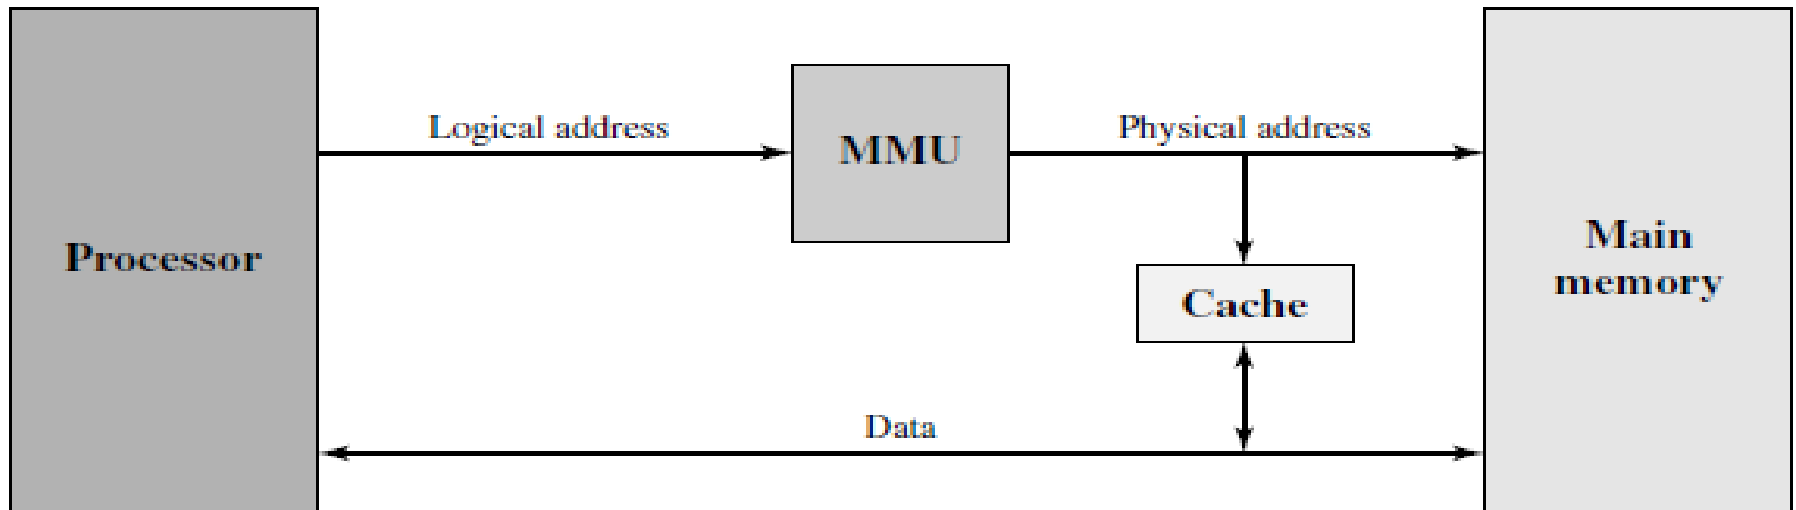 Logical address
MMU
Physical address
Processor
Main
memory
Cache
Data